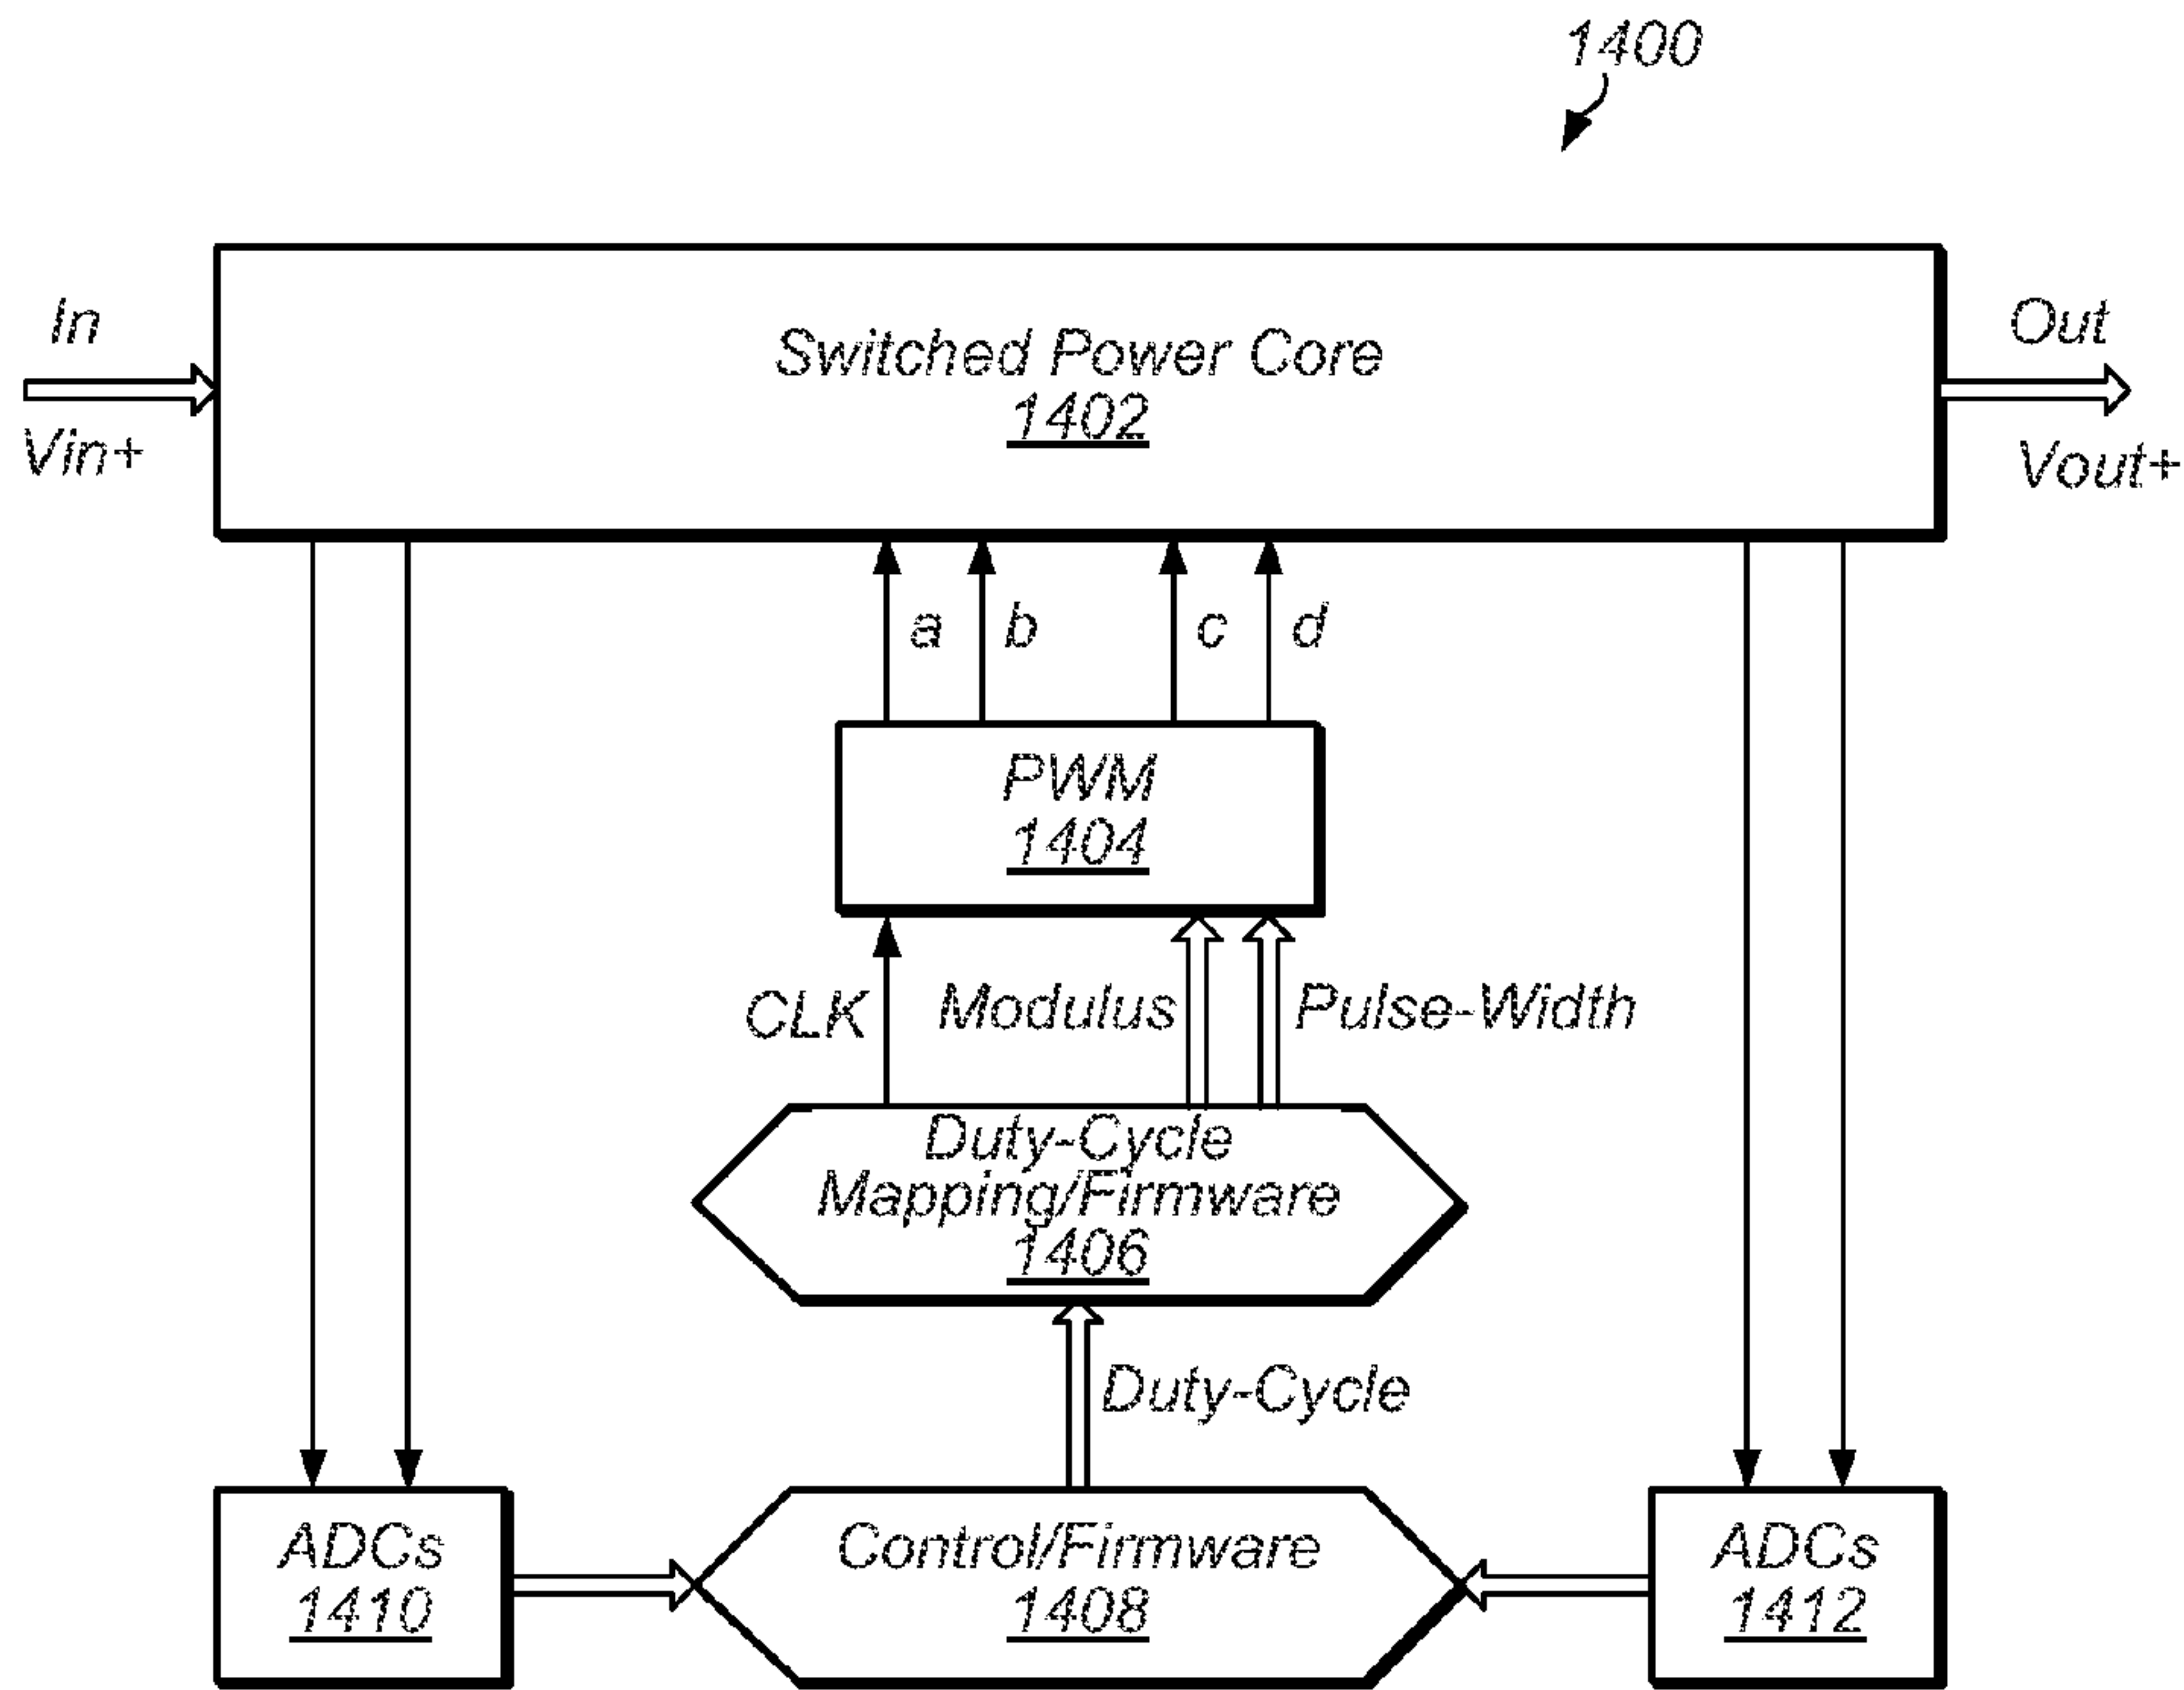 1400
In
Vin+
Switched Power Core
1402
Out
Vout+
a
b
c
d
PWM
1404
CLK
Modulus
Pulse-Width
Duty-Cycle
Mapping/Firmware
1406
Duty-Cycle
ADCs
1410
Control/Firmware
1408
ADCs
1412